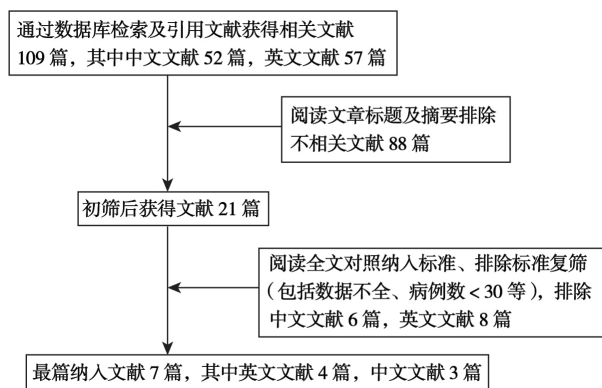 通过数据库检索及引用文献获得相关文献
109 篇，其中中文文献 52 篇，英文文献 57 篇
阅读文章标题及摘要排除
不相关文献 88 篇
初筛后获得文献 21 篇
阅读全文对照纳入标准、排除标准复筛
（包括数据不全、病例数 < 30 等），排除
中文文献 6 篇，英文文献 8 篇
最篇纳入文献 7 篇，其中英文文献 4 篇，中文文献 3 篇